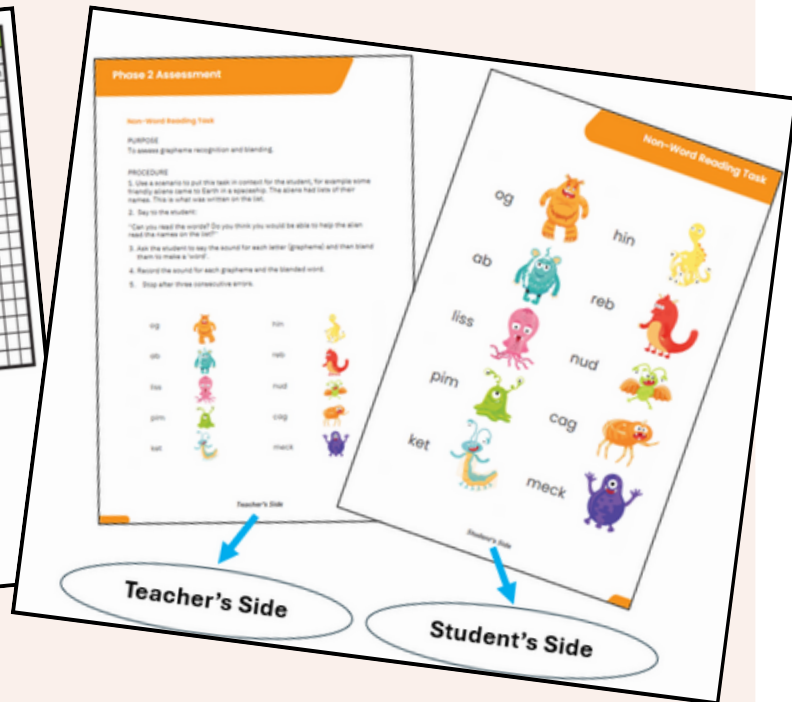 Phase 2 Assessment
Non-Word Reading Task
PURPOSE
To assess grapheme recognition and blending.
PROCEDURE
1. Use a scenario to put this task in context for the student, for example some
friendly aliens came to Earth in a spaceship. The aliens had lists of their
names. This is what was written on the list.
2. Say to the student:
"Can you read the words? Do you think you would be able to help the alien
read the names on the list?"
3. Ask the student to say the sound for each letter (grapheme) and then blend
them to make a 'word'.
4. Record the sound for each grapheme and the blended word.
5. Stop after three consecutive errors.
og hin
ab reb
liss nud
pim cag
ket meck
Teacher's Side
Non-Word Reading Task
og hin
ab reb
liss nud
pim cag
ket meck
Student's Side
Teacher's Side
Student's Side